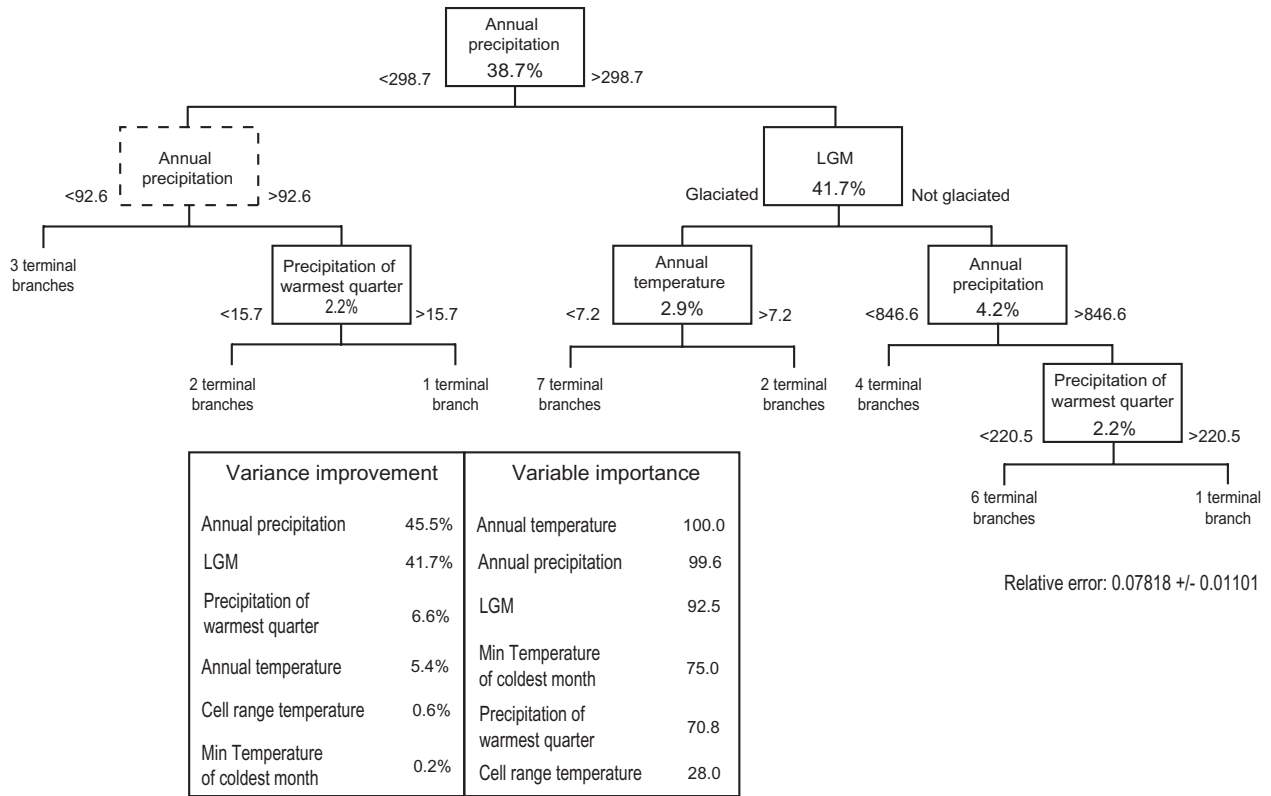 Annual
precipitation
38.7%
<298.7
>298.7
Annual
precipitation
<92.6
>92.6
LGM
41.7%
Glaciated
Not glaciated
3 terminal
branches
Precipitation of
warmest quarter
2.2%
<15.7
>15.7
Annual
temperature
2.9%
<7.2
>7.2
Annual
precipitation
4.2%
<846.6
>846.6
2 terminal
branches
1 terminal
branch
7 terminal
branches
2 terminal
branches
4 terminal
branches
Precipitation of
warmest quarter
2.2%
<220.5
>220.5
6 terminal
branches
1 terminal
branch
Variance improvement
Annual precipitation 45.5%
LGM 41.7%
Precipitation of
warmest quarter 6.6%
Annual temperature 5.4%
Cell range temperature 0.6%
Min Temperature
of coldest month 0.2%
Variable importance
Annual temperature 100.0
Annual precipitation 99.6
LGM 92.5
Min Temperature
of coldest month 75.0
Precipitation of
warmest quarter 70.8
Cell range temperature 28.0
Relative error: 0.07818 +/- 0.01101